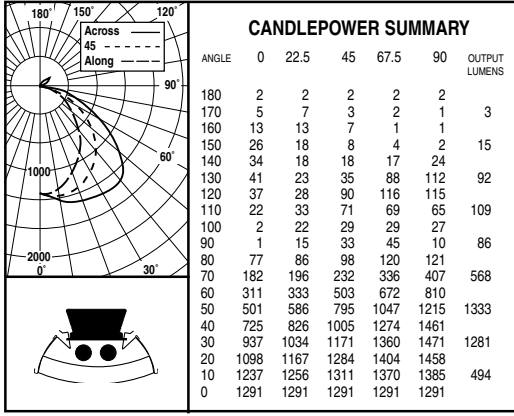 180° 150° 120°
Across
45
Along
90°
60°
1000
2000
0° 30°
CANDLEPOWER SUMMARY
ANGLE 0 22.5 45 67.5 90 OUTPUT LUMENS
180 2 2 2 2 2
170 5 7 3 2 1 3
160 13 13 7 1 1
150 26 18 8 4 2 15
140 34 18 18 17 24
130 41 23 35 88 112 92
120 37 28 90 116 115
110 22 33 71 69 65 109
100 2 22 29 29 27
90 1 15 33 45 10 86
80 77 86 98 120 121
70 182 196 232 336 407 568
60 311 333 503 672 810
50 501 586 795 1047 1215 1333
40 725 826 1005 1274 1461
30 937 1034 1171 1360 1471 1281
20 1098 1167 1284 1404 1458
10 1237 1256 1311 1370 1385 494
0 1291 1291 1291 1291 1291